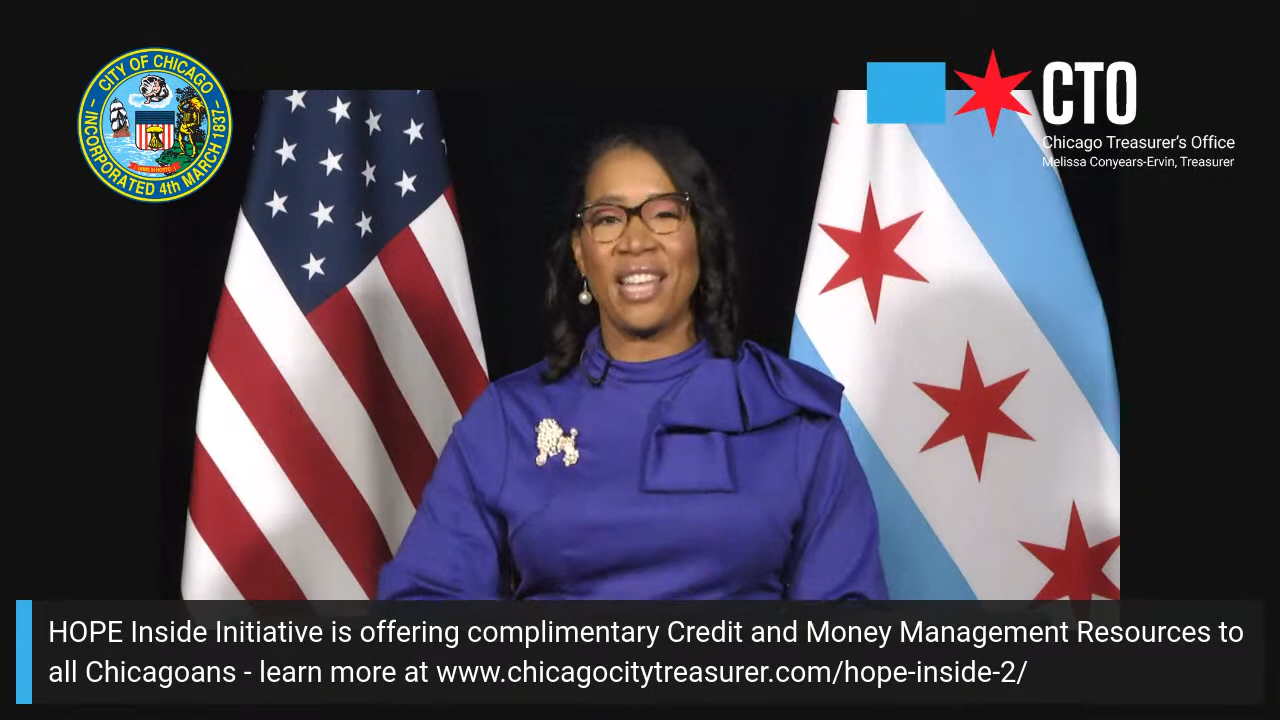 CITY OF CHICAGO
INCORPORATED 4th MARCH 1837
CTO
Chicago Treasurer's Office
Melissa Conyears-Ervin, Treasurer
HOPE Inside Initiative is offering complimentary Credit and Money Management Resources to
all Chicagoans - learn more at www.chicagocitytreasurer.com/hope-inside-2/